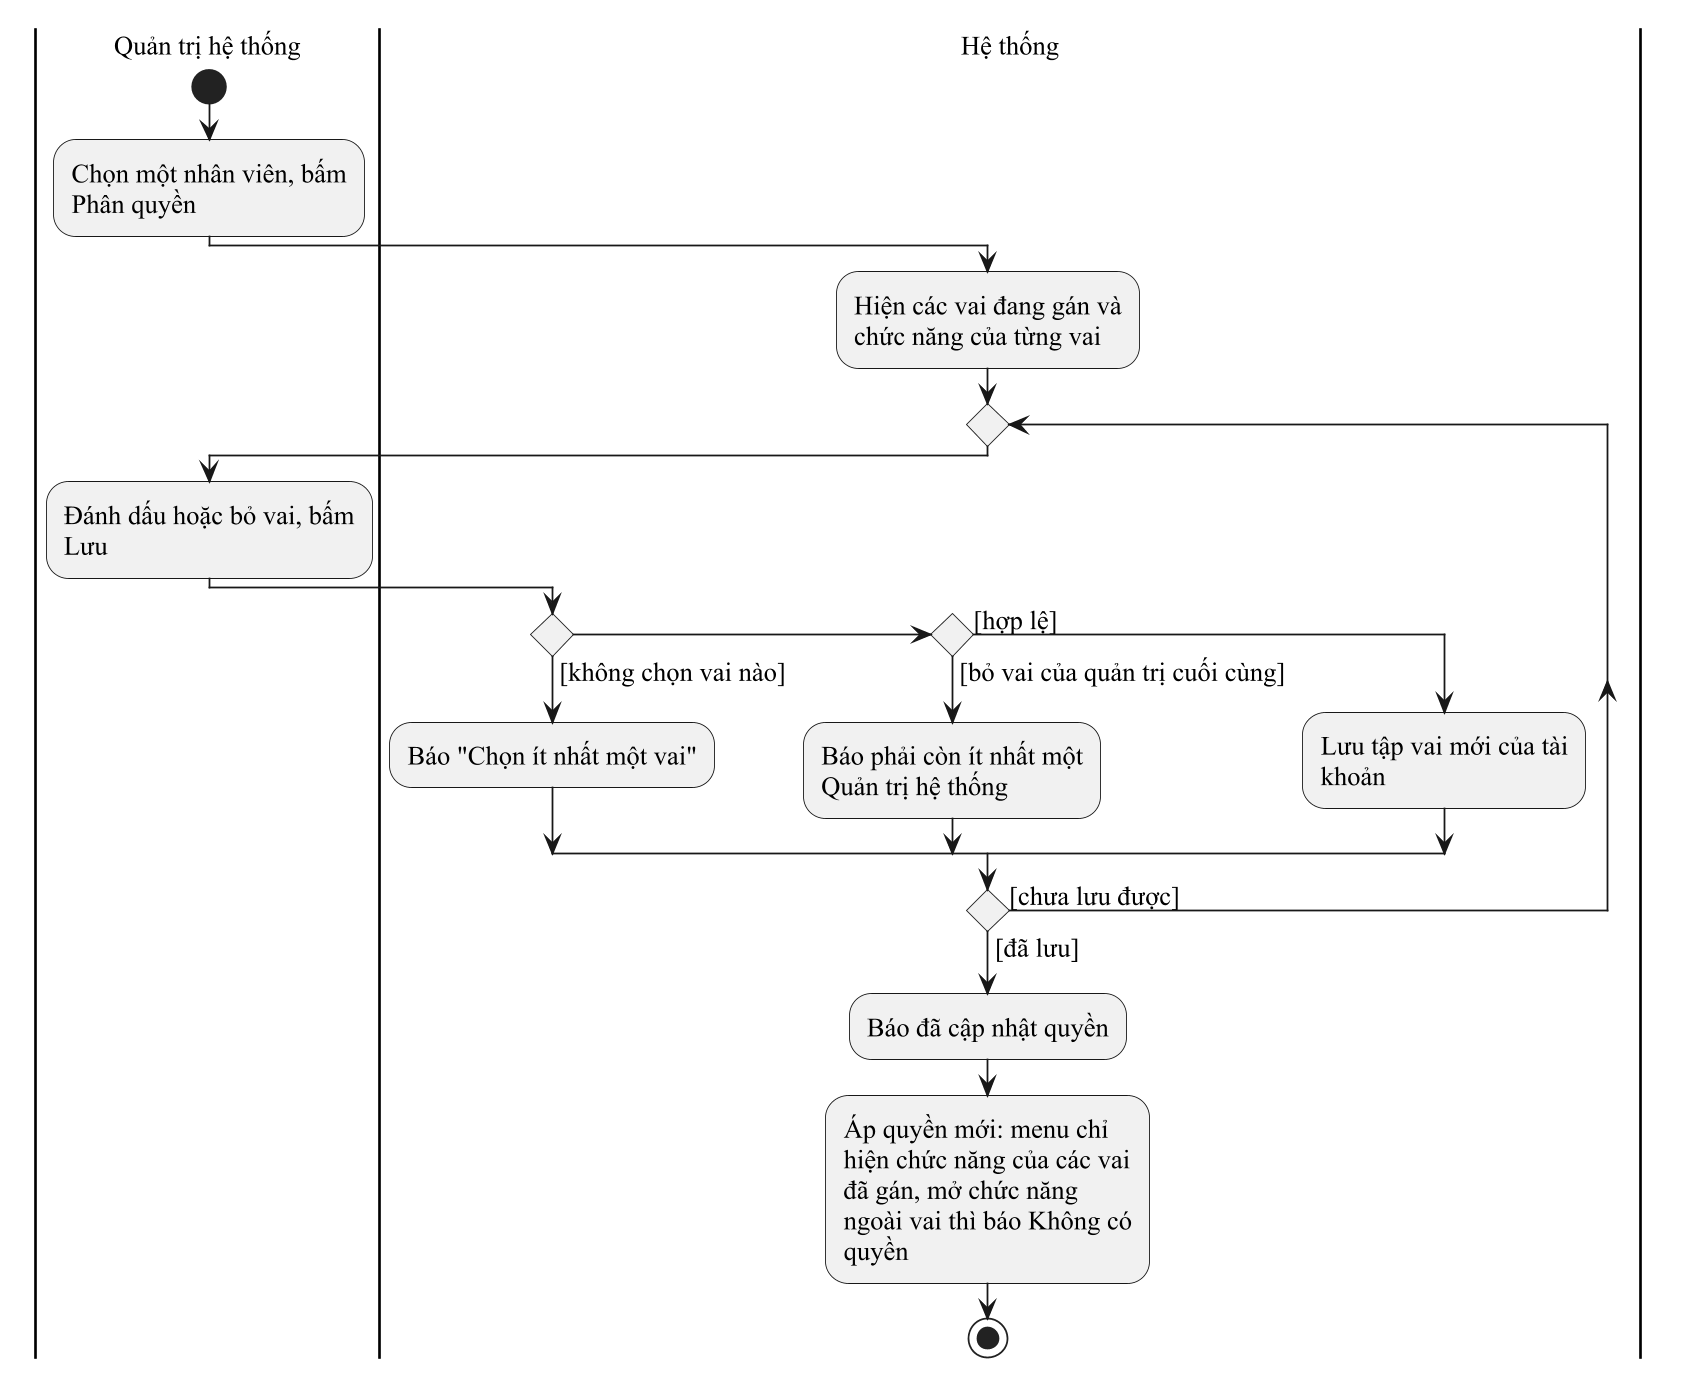 Quản trị hệ thống
Hệ thống
Chọn một nhân viên, bấm
Phân quyền
Hiện các vai đang gán và
chức năng của từng vai
Đánh dấu hoặc bỏ vai, bấm
Lưu
[hợp lệ]
[không chọn vai nào]
[bỏ vai của quản trị cuối cùng]
Báo "Chọn ít nhất một vai"
Báo phải còn ít nhất một
Quản trị hệ thống
Lưu tập vai mới của tài
khoản
[chưa lưu được]
[đã lưu]
Báo đã cập nhật quyền
Áp quyền mới: menu chỉ
hiện chức năng của các vai
đã gán, mở chức năng
ngoài vai thì báo Không có
quyền